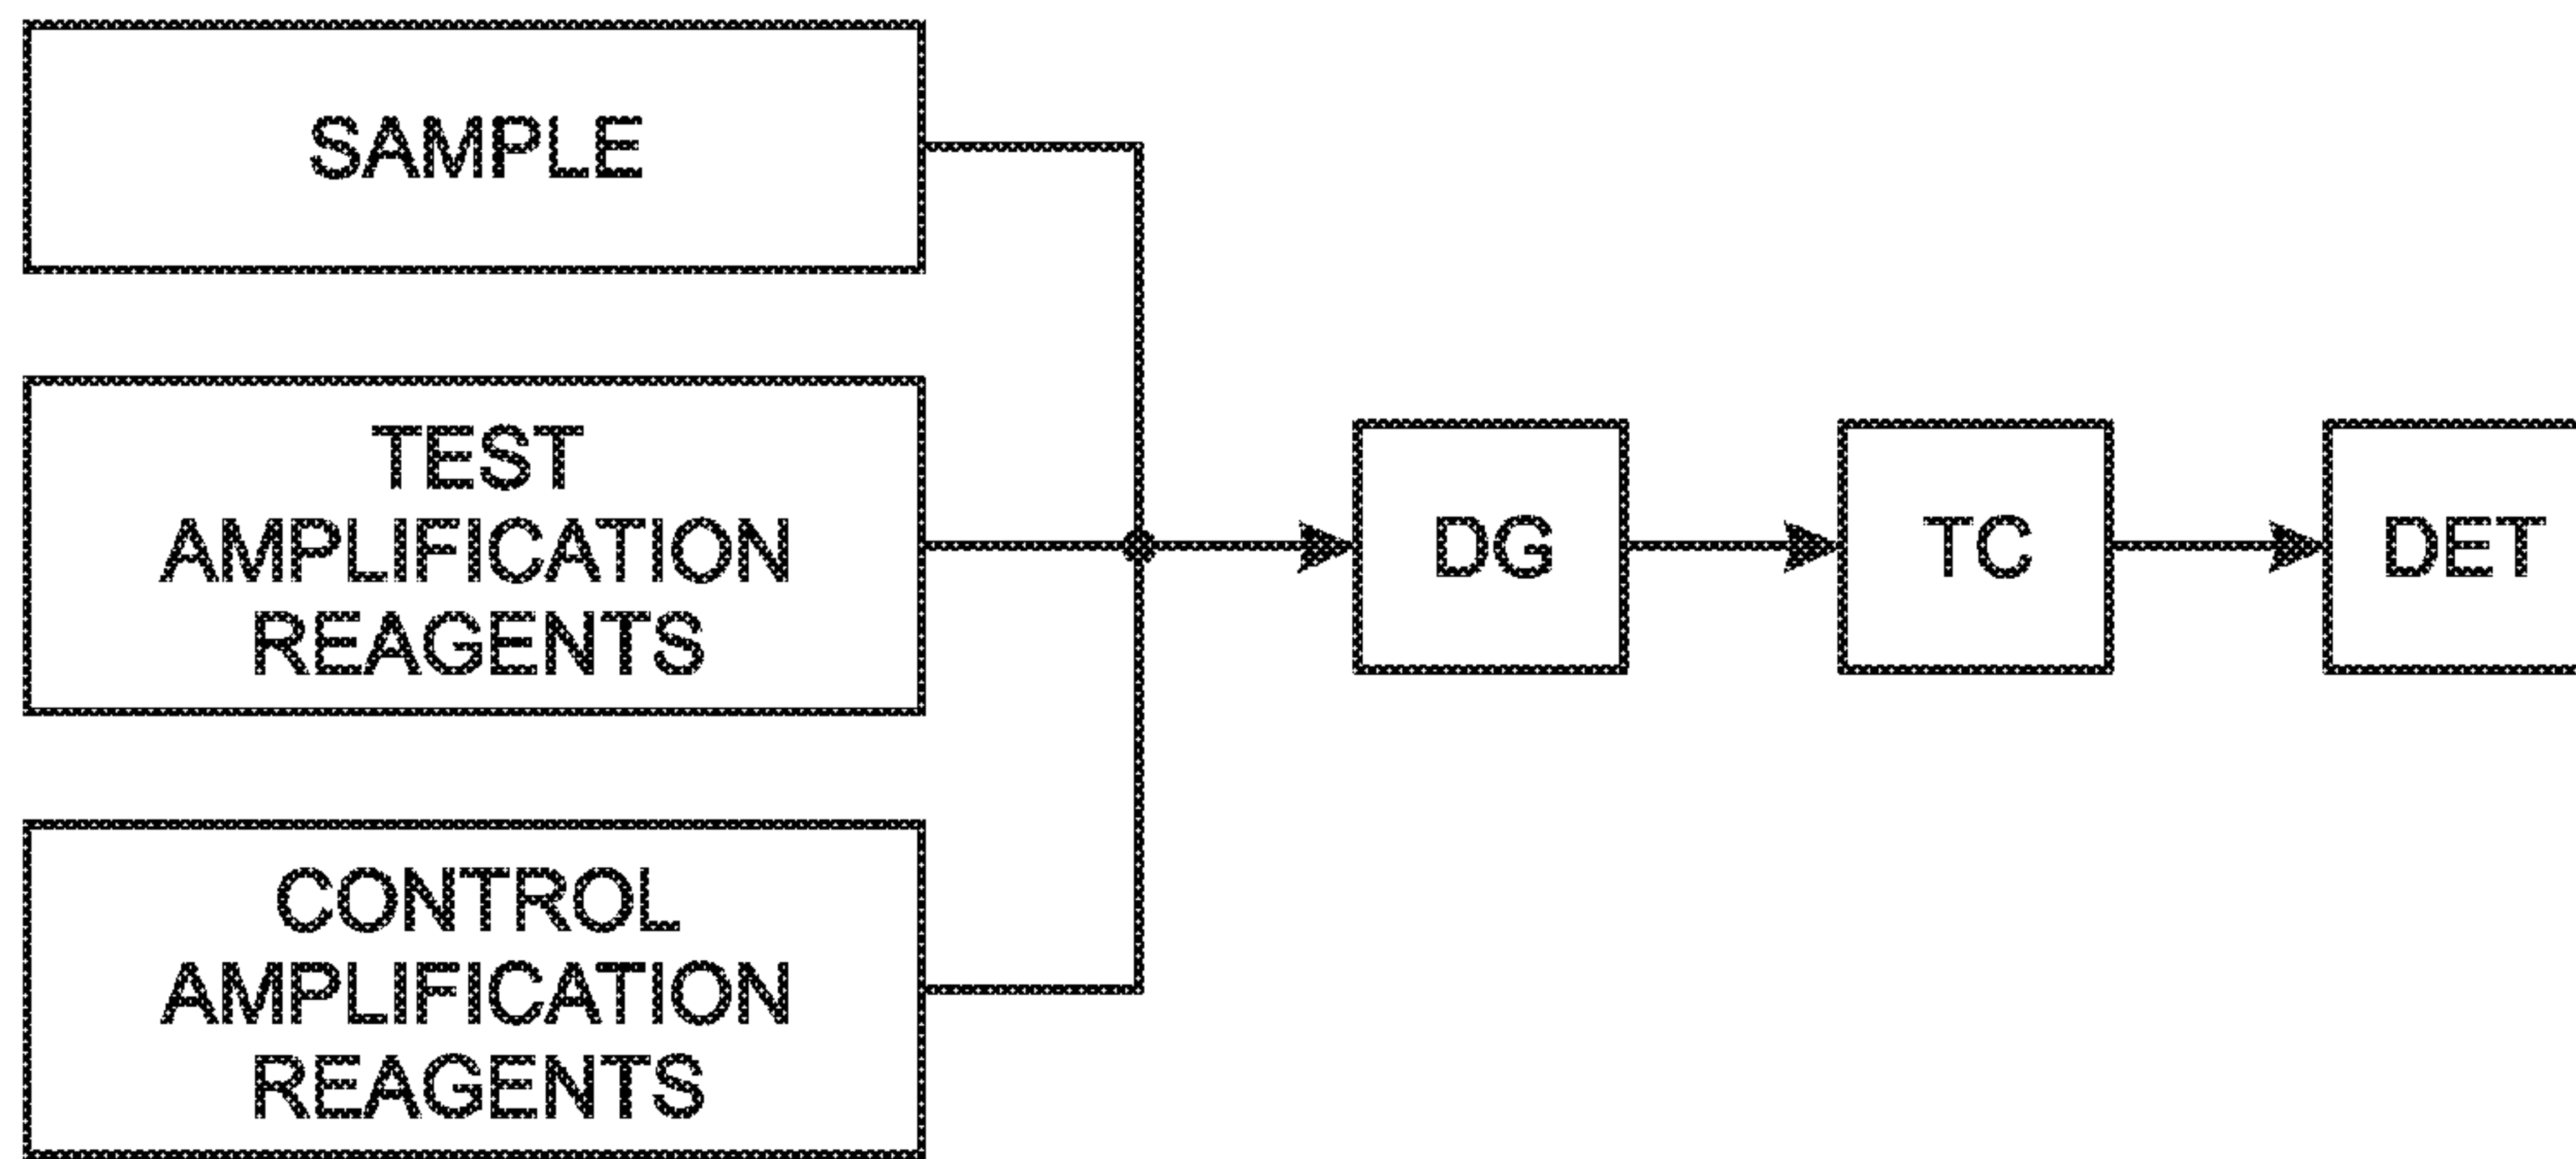 SAMPLE
TEST
AMPLIFICATION
REAGENTS
CONTROL
AMPLIFICATION
REAGENTS
DG
TC
DET